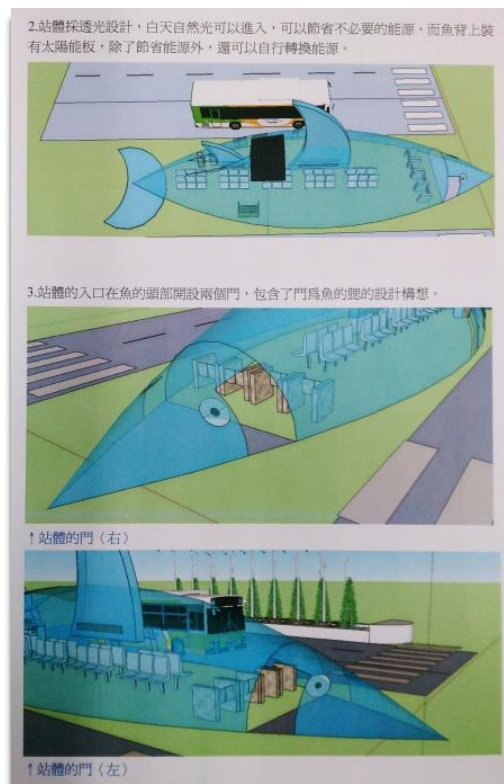 2.站體採透光設計，白天自然光可以進入，可以節省不必要的能源，而魚背上裝
有太陽能板，除了節省能源外，還可以自行轉換能源。
3.站體的入口在魚的頭部開設兩個門，包含了門為魚的腮的設計構想。
↑站體的門（右）
↑站體的門（左）